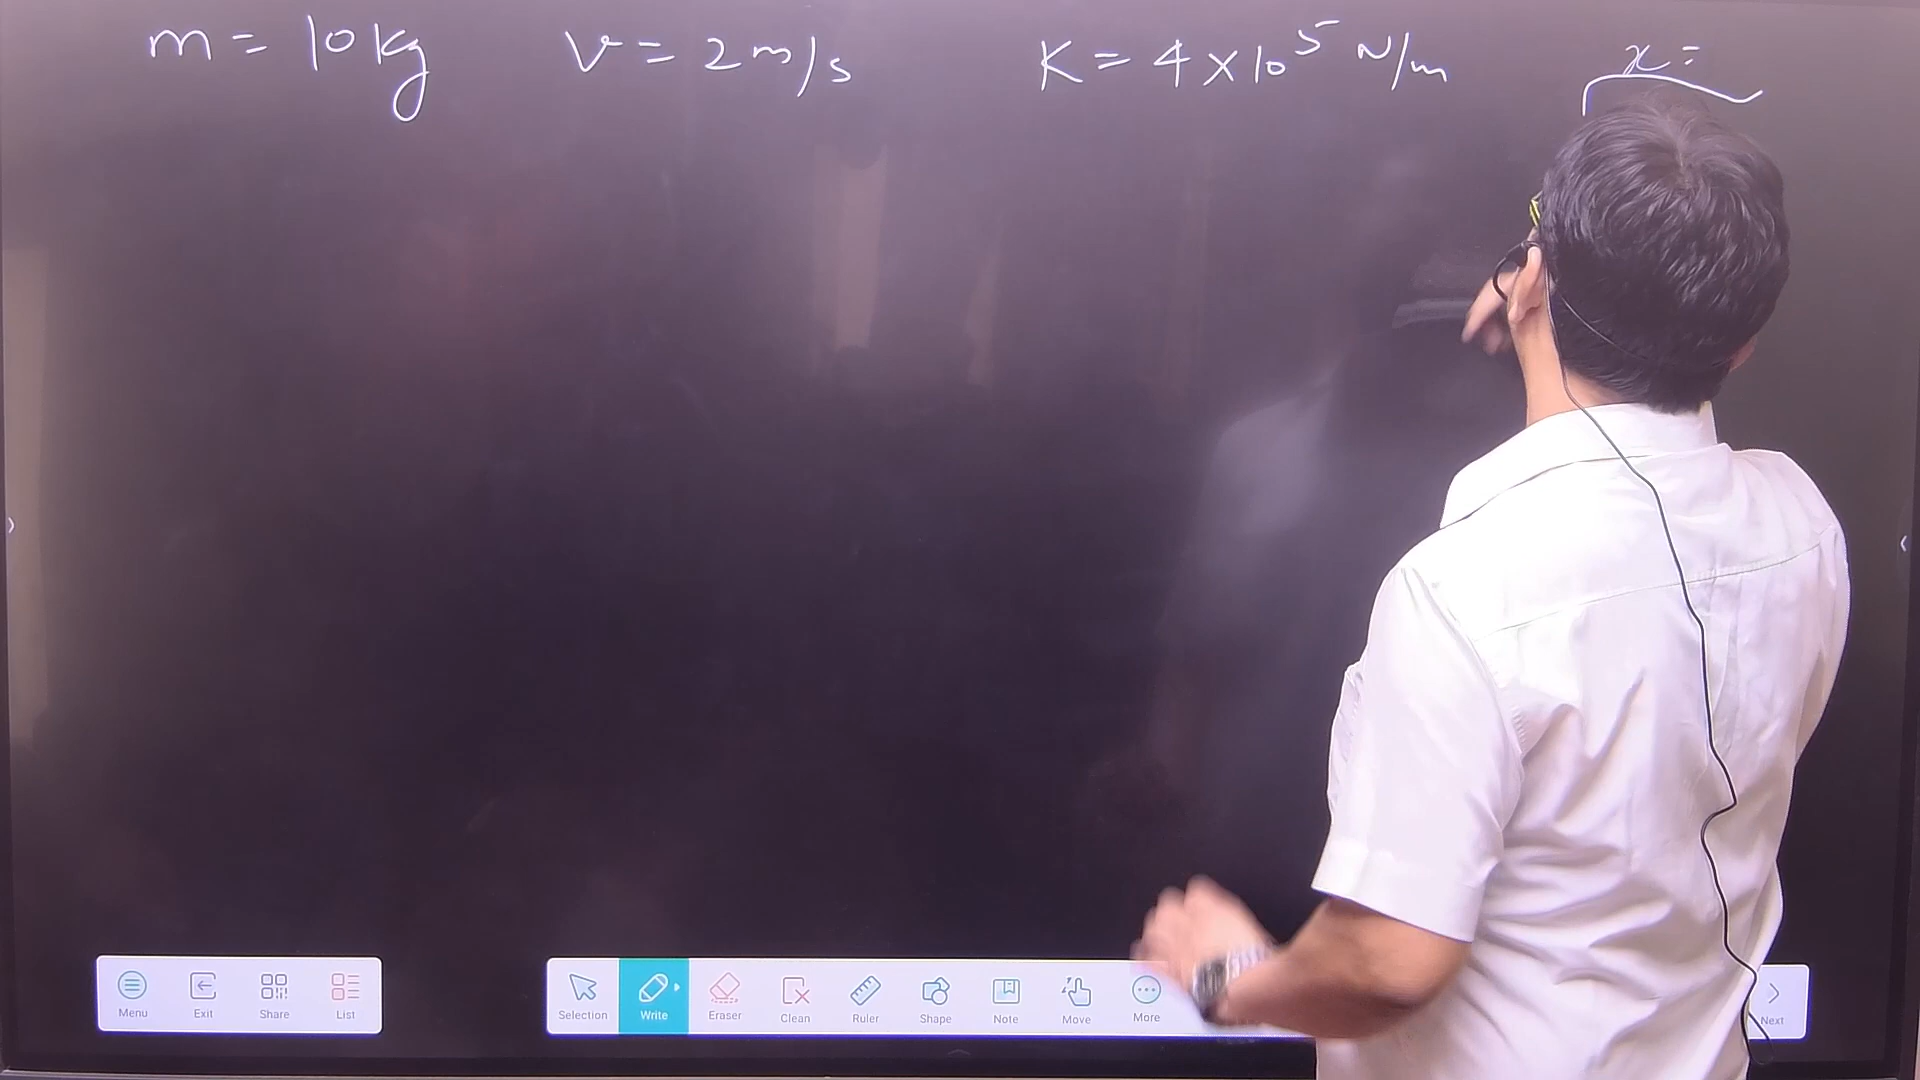 m = 10 kg v = 2 m/s K = 4 × 10⁵ N/m x =
Menu Exit Share List Selection Write Eraser Clean Ruler Shape Note Move More Next